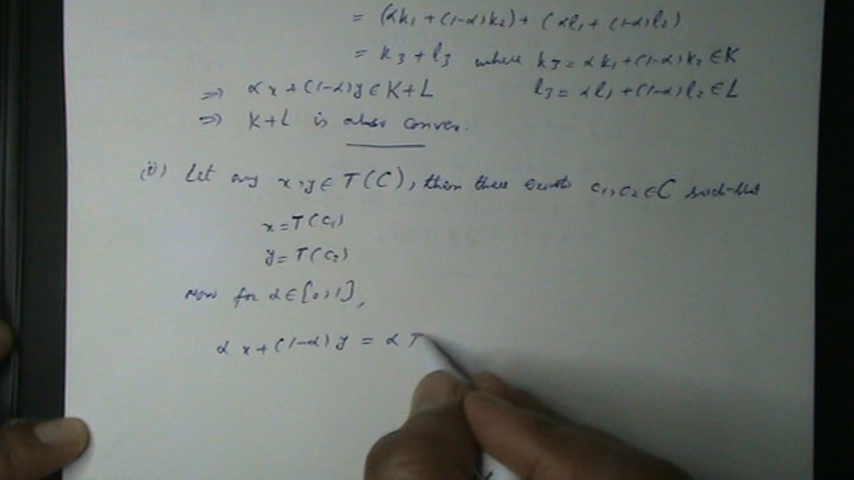 = (αk₁ + (1-α)k₂) + (αl₁ + (1-α)l₂)
= k₃ + l₃ where k₃ = αk₁ + (1-α)k₂ ∈ K
⇒ αx + (1-α)y ∈ K+L l₃ = αl₁ + (1-α)l₂ ∈ L
⇒ K+L is also convex.
(ii) Let any x, y ∈ T(C), then there exists c₁, c₂ ∈ C such that
x = T(c₁)
y = T(c₂)
Now for α ∈ [0,1],
αx + (1-α)y = αT